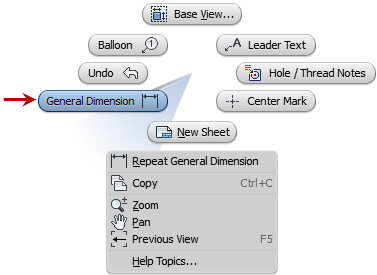 Base View...
Balloon 1
A Leader Text
Undo
Hole / Thread Notes
General Dimension
Center Mark
New Sheet
Repeat General Dimension
Copy Ctrl+C
Zoom
Pan
Previous View F5
Help Topics...